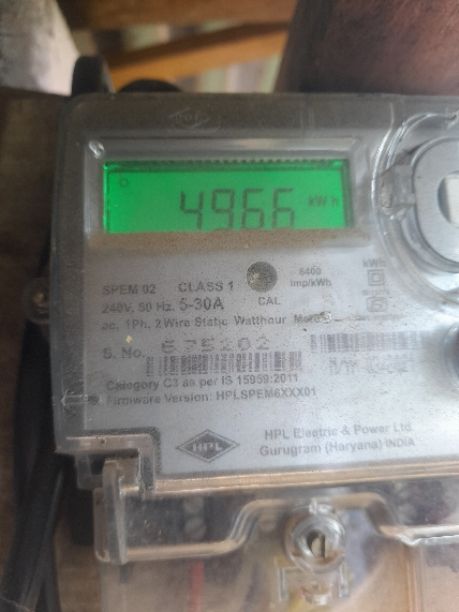 4966 kWh
SPEM 02 CLASS 1
CAL
6400
imp/kWh
kWh
240V, 50 Hz. 5-30A
ac, 1Ph, 2 Wire Static Watthour
S. No. 675202
Category C3 as per IS 15959:2011
Firmware Version: HPLSPEM6XXX01
HPL
HPL Electric & Power Ltd.
Gurugram (Haryana) INDIA